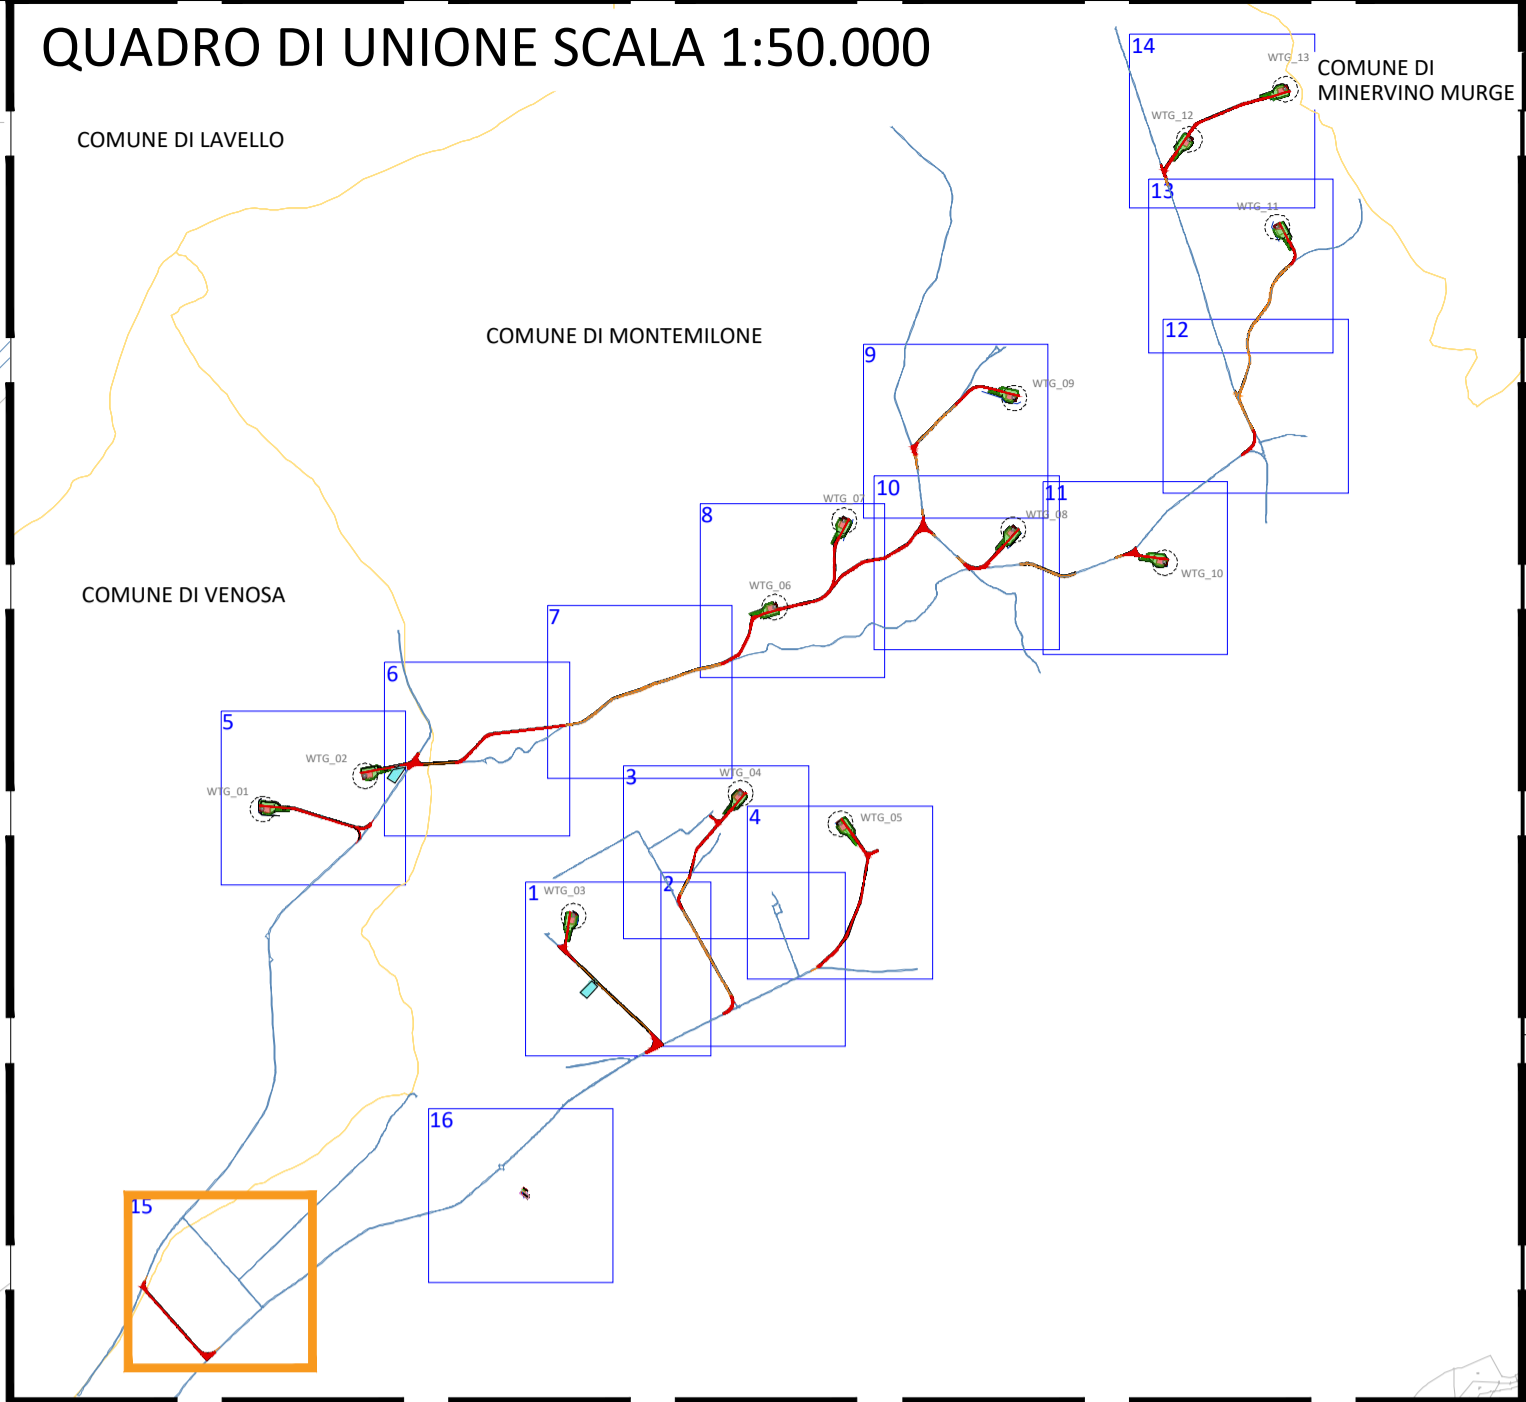 QUADRO DI UNIONE SCALA 1:50.000
14
WTG_13
COMUNE DI
MINERVINO MURGE
WTG_12
COMUNE DI LAVELLO
13
WTG_11
12
COMUNE DI MONTEMILONE
9
WTG_09
10
11
WTG_07
8
WTG_08
WTG_10
WTG_06
COMUNE DI VENOSA
7
6
5
WTG_02
WTG_01
3
WTG_04
4
WTG_05
2
1
WTG_03
16
15